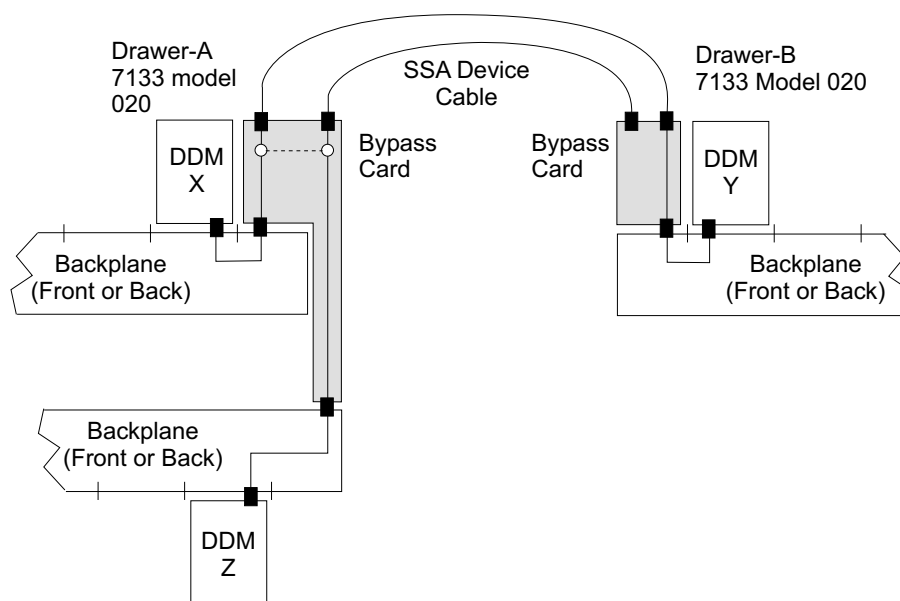 Drawer-A
7133 model
020
SSA Device
Cable
Drawer-B
7133 Model 020
DDM
X
Bypass
Card
Bypass
Card
DDM
Y
Backplane
(Front or Back)
Backplane
(Front or Back)
Backplane
(Front or Back)
DDM
Z